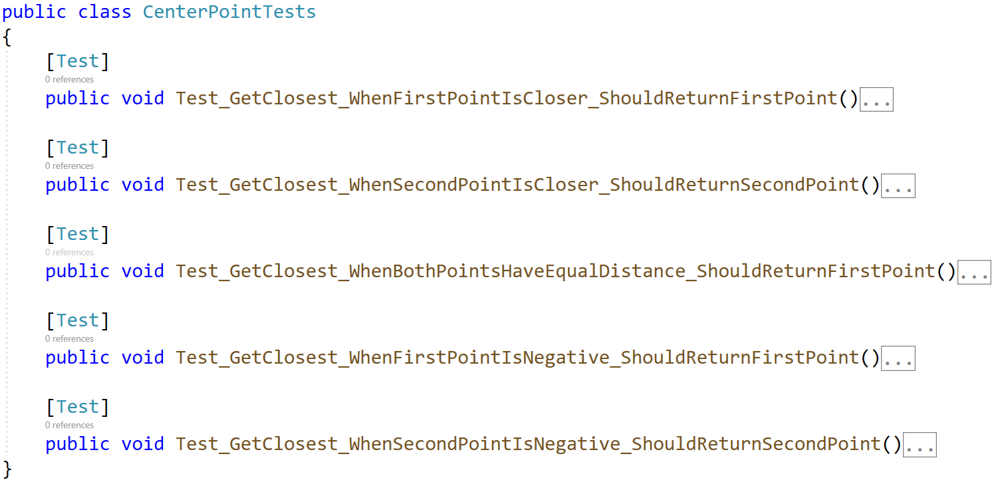 public class CenterPointTests
{
[Test]
0 references
public void Test_GetClosest_WhenFirstPointIsCloser_ShouldReturnFirstPoint()...
[Test]
0 references
public void Test_GetClosest_WhenSecondPointIsCloser_ShouldReturnSecondPoint()...
[Test]
0 references
public void Test_GetClosest_WhenBothPointsHaveEqualDistance_ShouldReturnFirstPoint()...
[Test]
0 references
public void Test_GetClosest_WhenFirstPointIsNegative_ShouldReturnFirstPoint()...
[Test]
0 references
public void Test_GetClosest_WhenSecondPointIsNegative_ShouldReturnSecondPoint()...
}